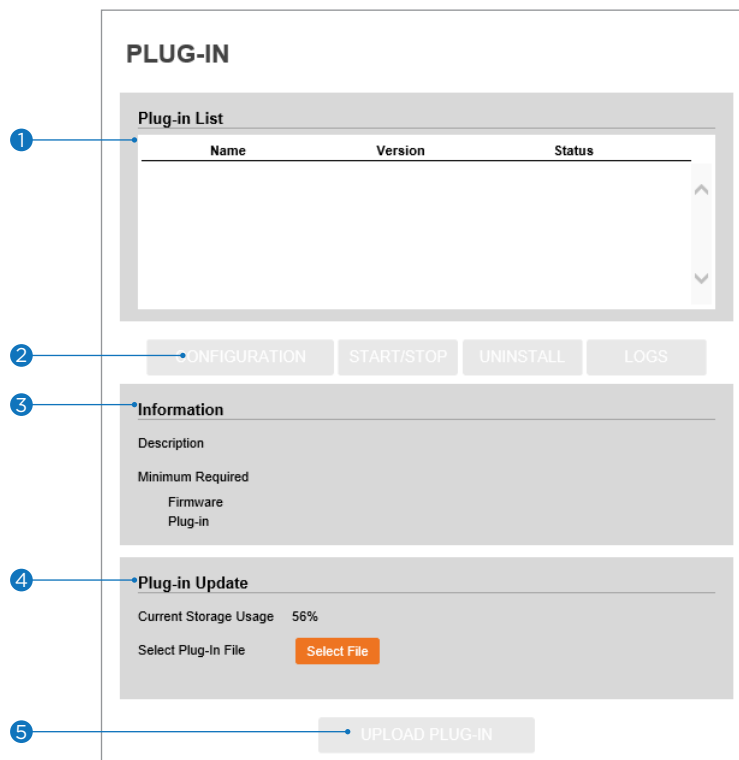 PLUG-IN
Plug-in List
1
Name Version Status
2
CONFIGURATION START/STOP UNINSTALL LOGS
3
Information
Description
Minimum Required
Firmware
Plug-in
4
Plug-in Update
Current Storage Usage 56%
Select Plug-In File Select File
5
UPLOAD PLUG-IN